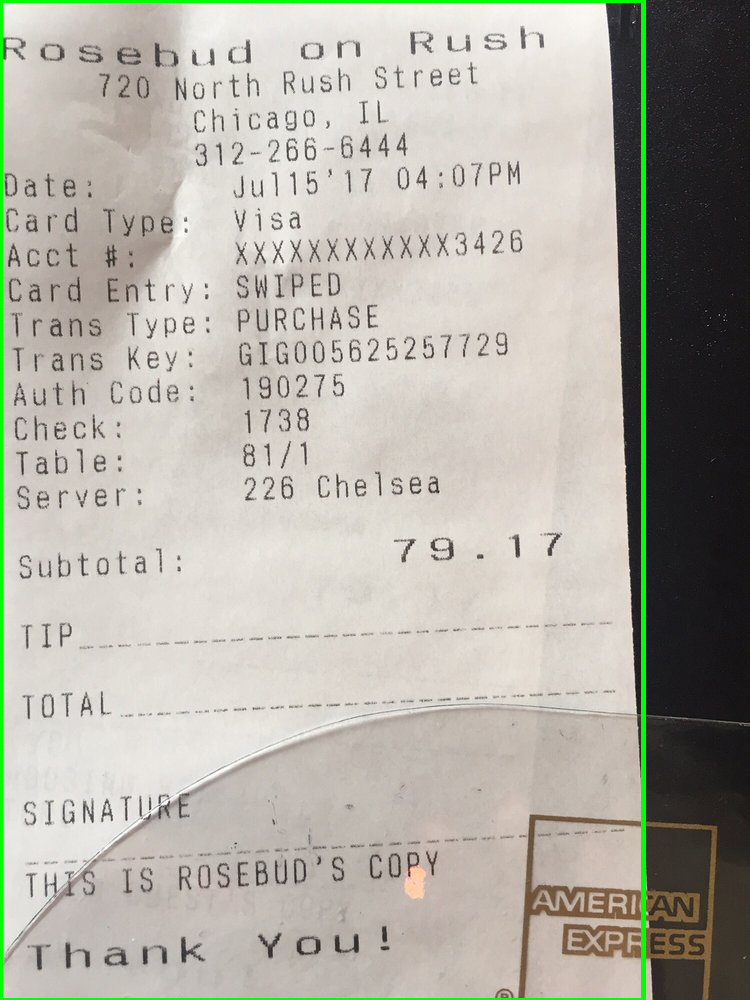 Rosebud on Rush
720 North Rush Street
Chicago, IL
312-266-6444
Date: Jul15'17 04:07PM
Card Type: Visa
Acct #: XXXXXXXXXXXX3426
Card Entry: SWIPED
Trans Type: PURCHASE
Trans Key: GIG005625257729
Auth Code: 190275
Check: 1738
Table: 81/1
Server: 226 Chelsea
Subtotal: 79.17
TIP
TOTAL
SIGNATURE
THIS IS ROSEBUD'S COPY
Thank You!
AMERICAN
EXPRESS
®